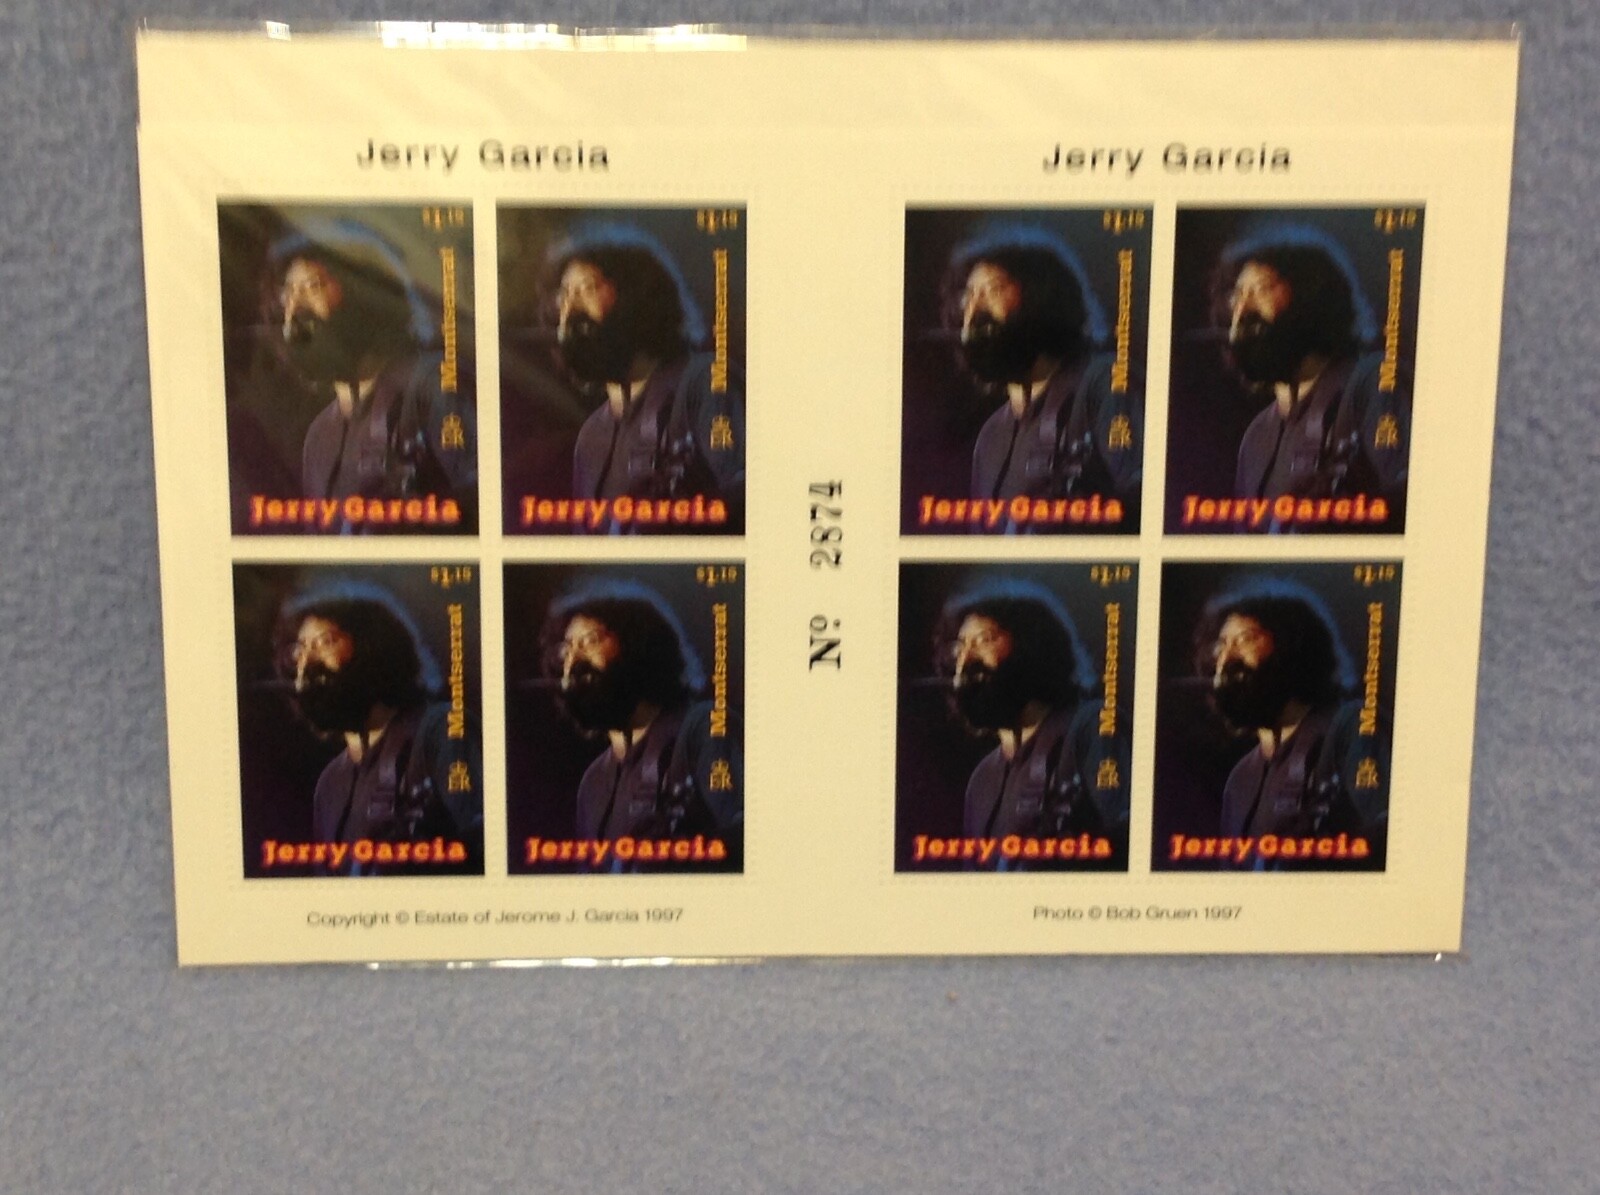 Jerry Garcia
Jerry Garcia
$1.15
Montserrat
Jerry Garcia
$1.15
Montserrat
Jerry Garcia
$1.15
Montserrat
Jerry Garcia
$1.15
Montserrat
Jerry Garcia
Nº 2874
$1.15
Montserrat
Jerry Garcia
$1.15
Montserrat
Jerry Garcia
$1.15
Montserrat
Jerry Garcia
$1.15
Montserrat
Jerry Garcia
Copyright © Estate of Jerome J. Garcia 1997
Photo © Bob Gruen 1997